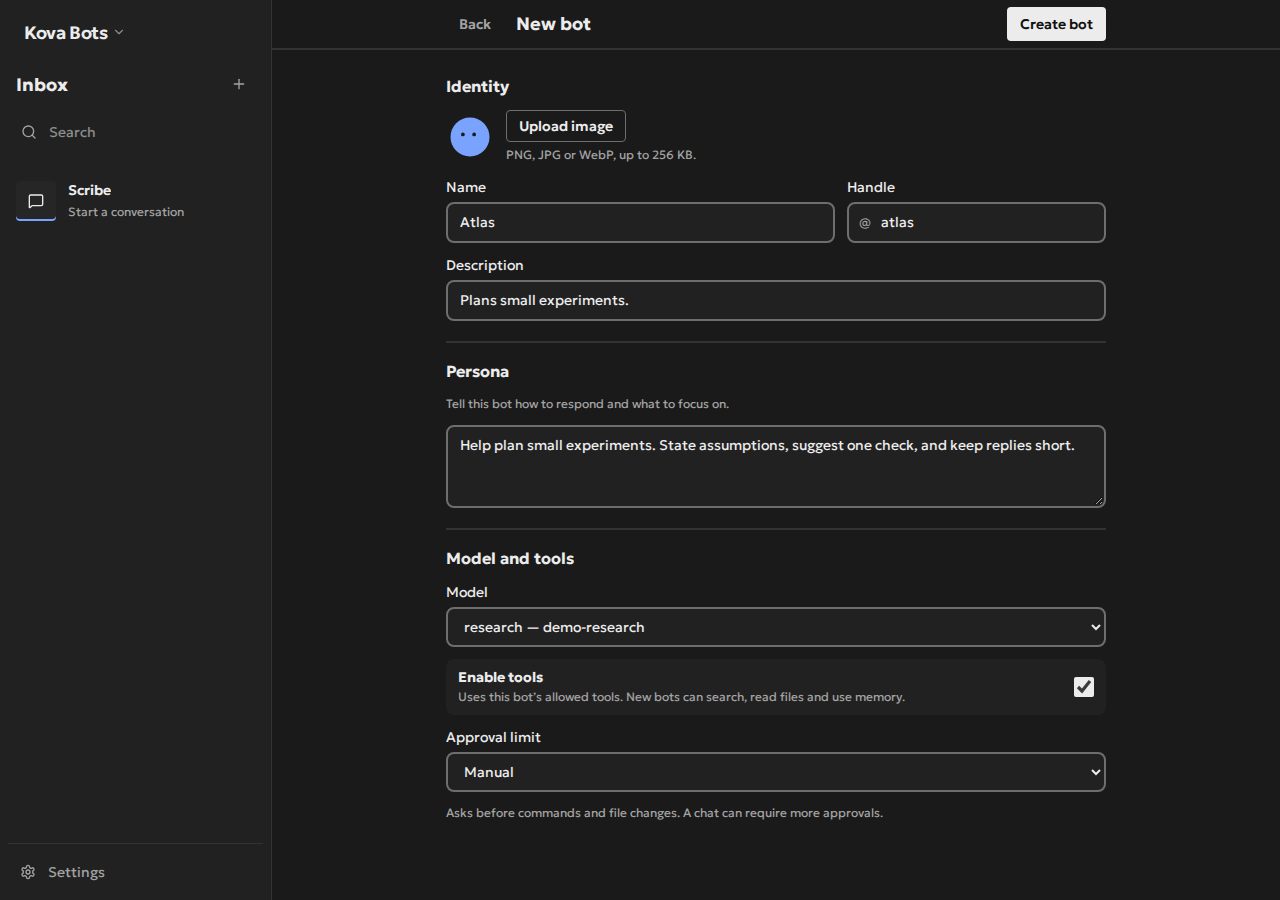 Kova Bots
Inbox
Search
Scribe
Start a conversation
Settings
Back
New bot
Create bot
Identity
Upload image
PNG, JPG or WebP, up to 256 KB.
Name
Handle
Atlas
@ atlas
Description
Plans small experiments.
Persona
Tell this bot how to respond and what to focus on.
Help plan small experiments. State assumptions, suggest one check, and keep replies short.
Model and tools
Model
research — demo-research
Enable tools
Uses this bot's allowed tools. New bots can search, read files and use memory.
Approval limit
Manual
Asks before commands and file changes. A chat can require more approvals.